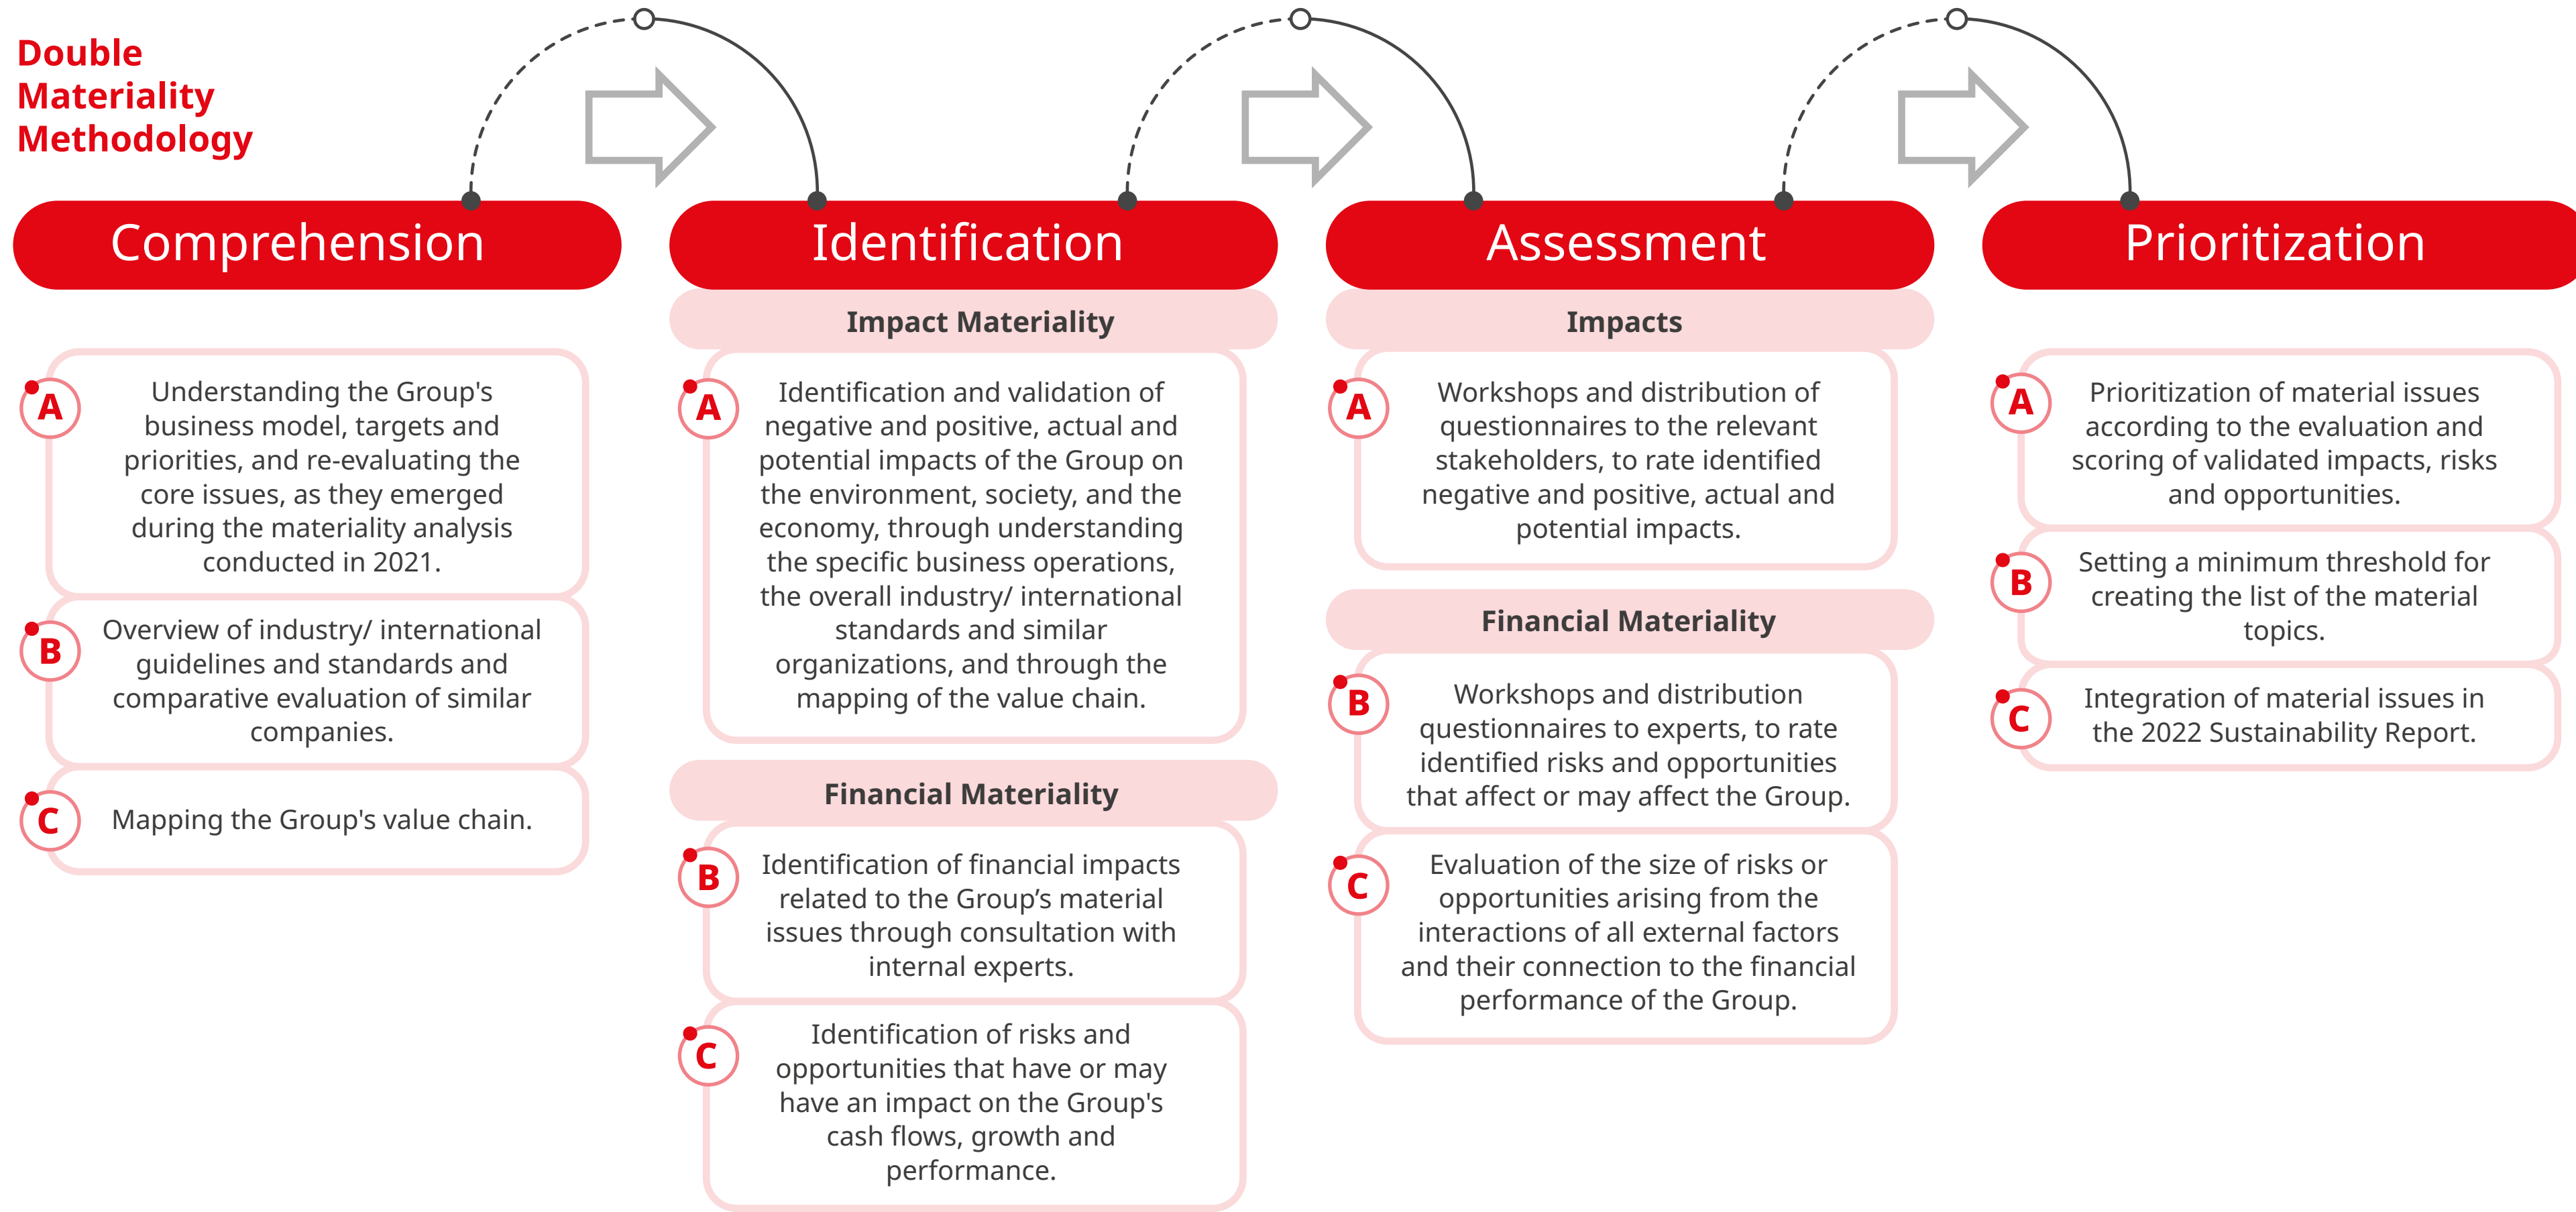 Double
Materiality
Methodology
Comprehension
A
Understanding the Group's
business model, targets and
priorities, and re-evaluating the
core issues, as they emerged
during the materiality analysis
conducted in 2021.
B
Overview of industry/ international
guidelines and standards and
comparative evaluation of similar
companies.
C
Mapping the Group's value chain.
Identification
Impact Materiality
A
Identification and validation of
negative and positive, actual and
potential impacts of the Group on
the environment, society, and the
economy, through understanding
the specific business operations,
the overall industry/ international
standards and similar
organizations, and through the
mapping of the value chain.
Financial Materiality
B
Identification of financial impacts
related to the Group’s material
issues through consultation with
internal experts.
C
Identification of risks and
opportunities that have or may
have an impact on the Group's
cash flows, growth and
performance.
Assessment
Impacts
A
Workshops and distribution of
questionnaires to the relevant
stakeholders, to rate identified
negative and positive, actual and
potential impacts.
Financial Materiality
B
Workshops and distribution
questionnaires to experts, to rate
identified risks and opportunities
that affect or may affect the Group.
C
Evaluation of the size of risks or
opportunities arising from the
interactions of all external factors
and their connection to the financial
performance of the Group.
Prioritization
A
Prioritization of material issues
according to the evaluation and
scoring of validated impacts, risks
and opportunities.
B
Setting a minimum threshold for
creating the list of the material
topics.
C
Integration of material issues in
the 2022 Sustainability Report.